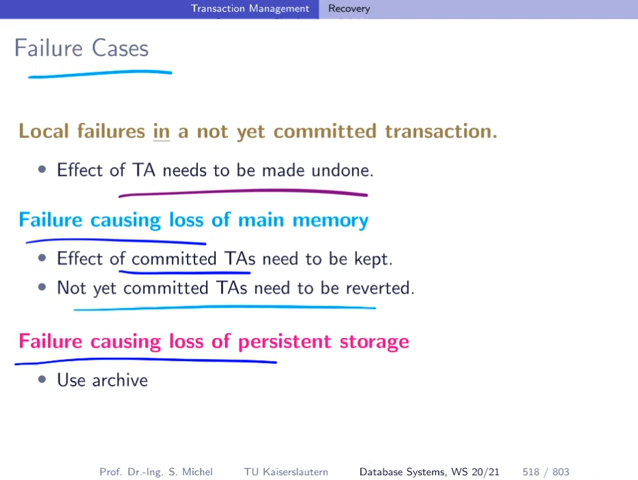 Transaction Management Recovery
Failure Cases
Local failures in a not yet committed transaction.
• Effect of TA needs to be made undone.
Failure causing loss of main memory
• Effect of committed TAs need to be kept.
• Not yet committed TAs need to be reverted.
Failure causing loss of persistent storage
• Use archive
Prof. Dr.-Ing. S. Michel TU Kaiserslautern Database Systems, WS 20/21 518 / 803